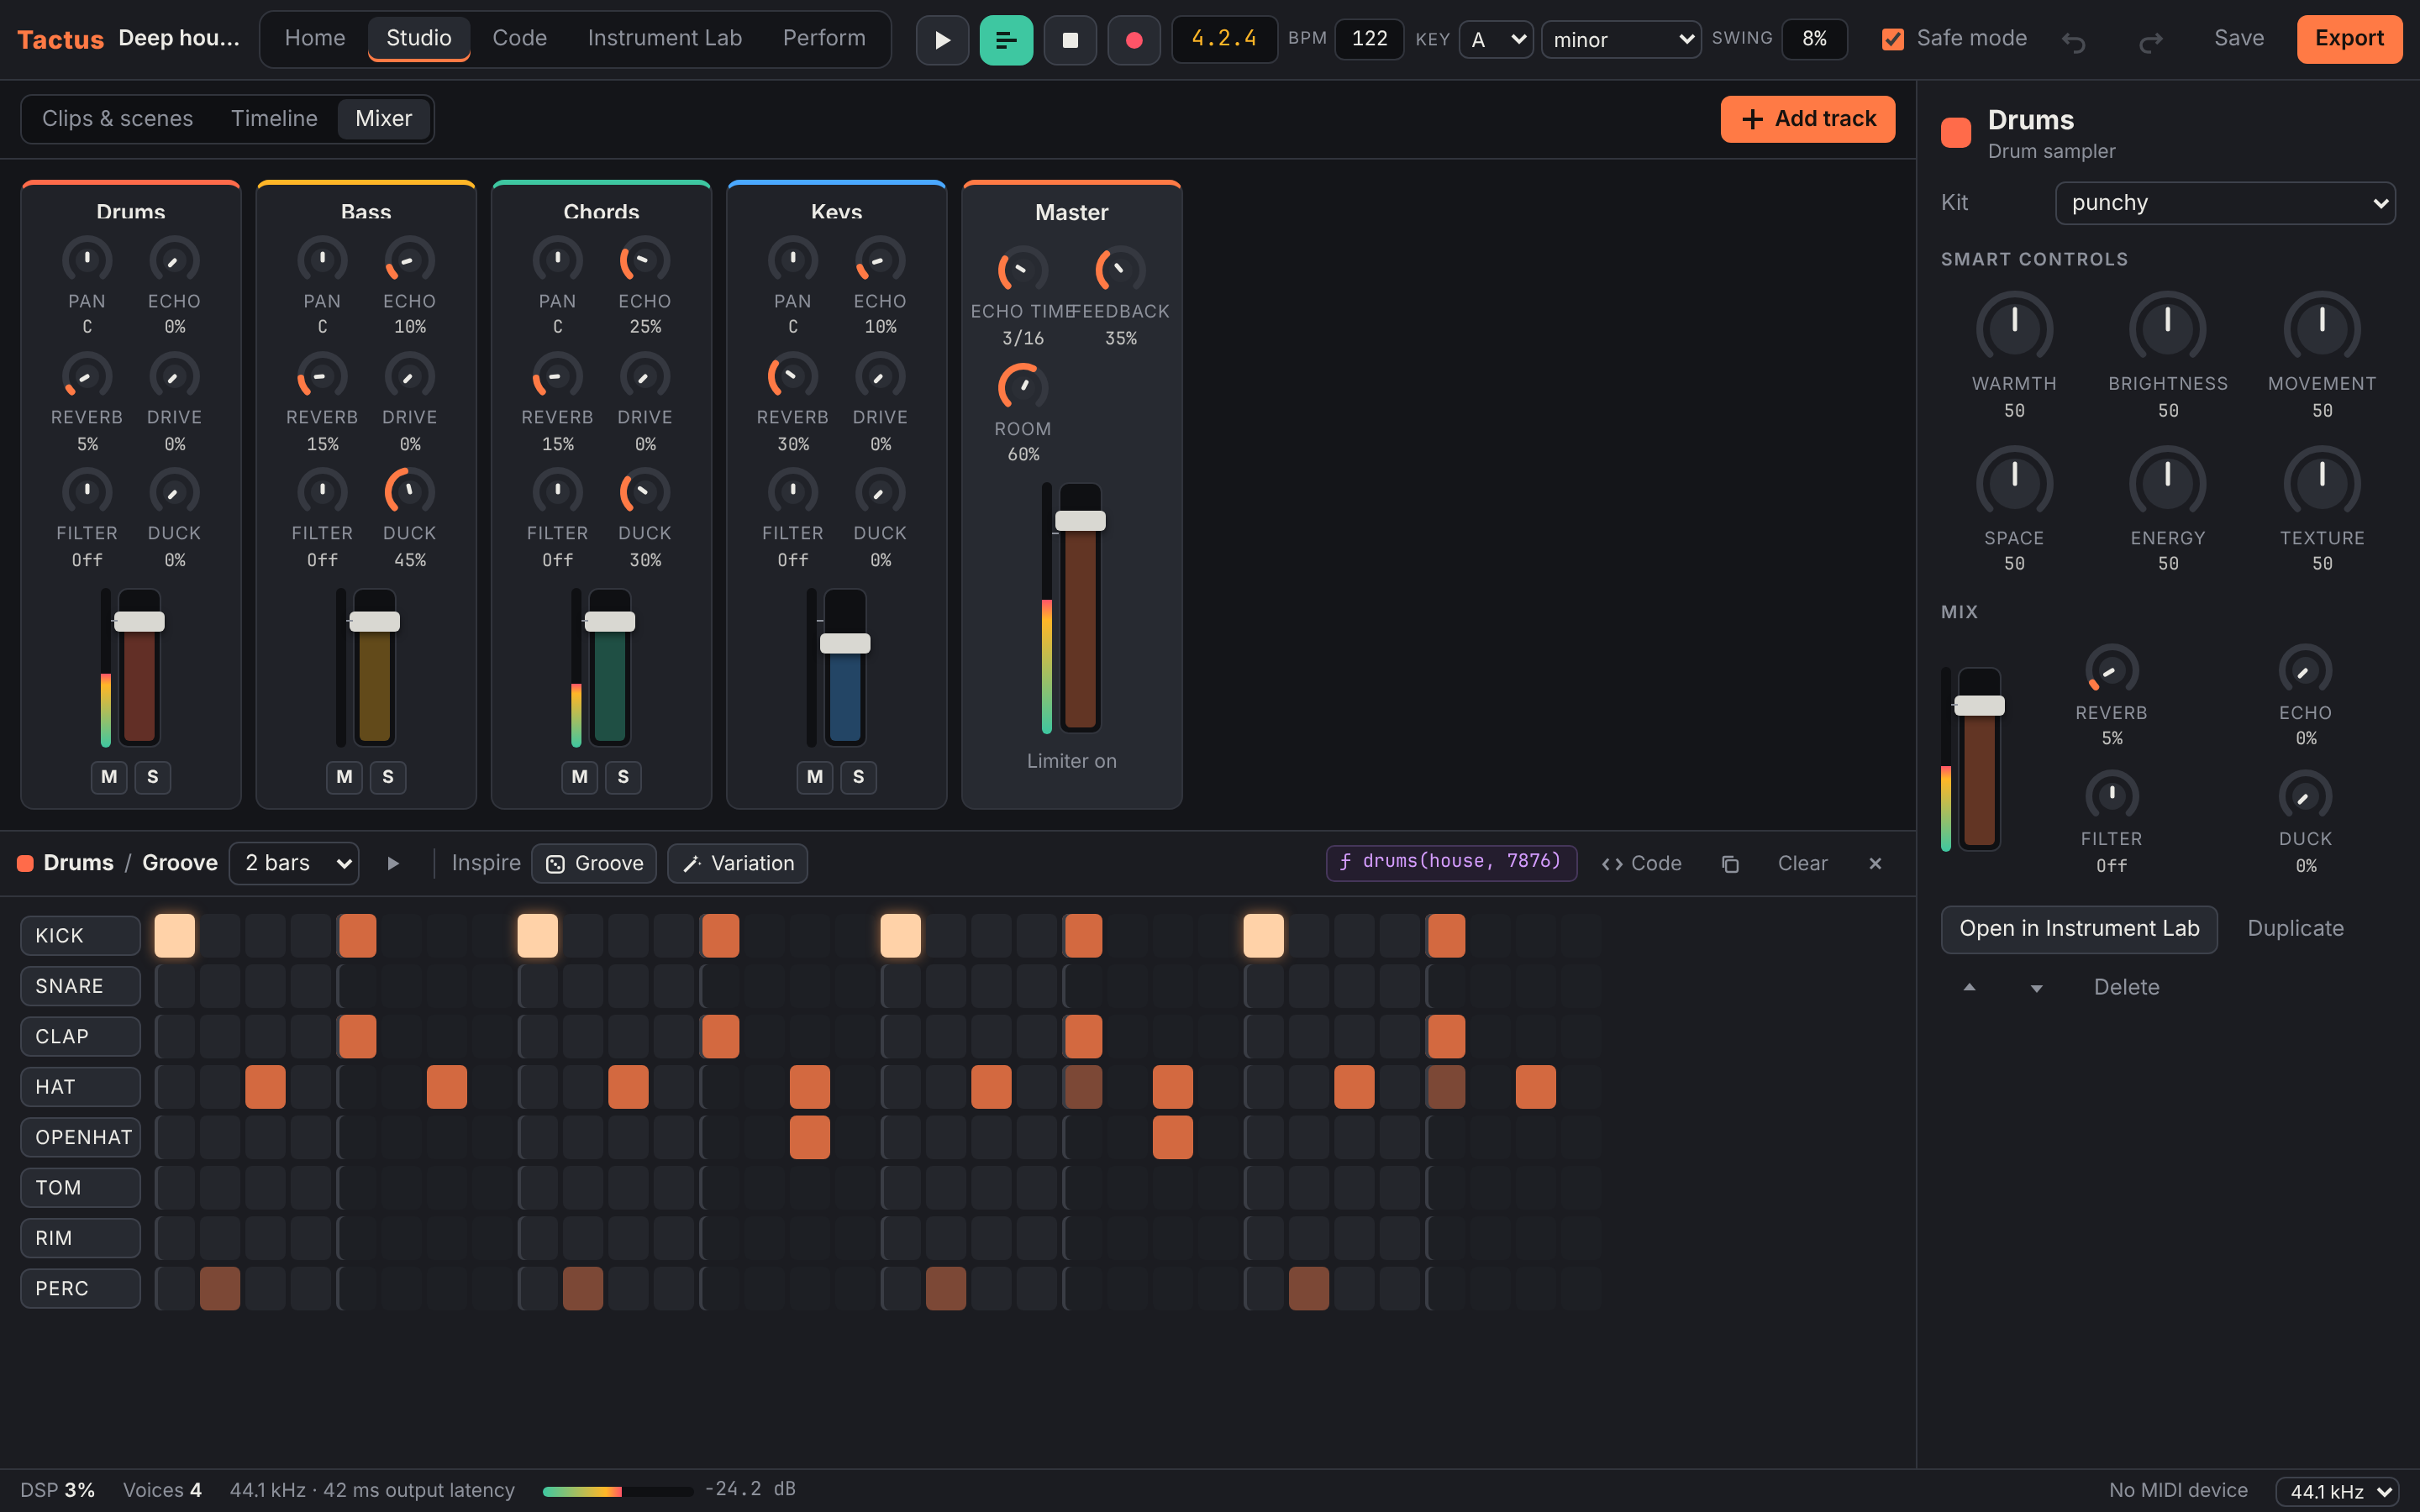 Tactus Deep hou... Home Studio Code Instrument Lab Perform 4.2.4 BPM 122 KEY A minor SWING 8% Safe mode Save Export
Clips & scenes Timeline Mixer Add track
Drums Bass Chords Keys Master
PAN ECHO PAN ECHO PAN ECHO PAN ECHO ECHO TIME FEEDBACK
C 0% C 10% C 25% C 10% 3/16 35%
REVERB DRIVE REVERB DRIVE REVERB DRIVE REVERB DRIVE ROOM
5% 0% 15% 0% 15% 0% 30% 0% 60%
FILTER DUCK FILTER DUCK FILTER DUCK FILTER DUCK
Off 0% Off 45% Off 30% Off 0%
Limiter on
M S M S M S M S
Drums / Groove 2 bars Inspire Groove Variation ƒ drums(house, 7876) Code Clear
KICK
SNARE
CLAP
HAT
OPENHAT
TOM
RIM
PERC
Drums
Drum sampler
Kit punchy
SMART CONTROLS
WARMTH BRIGHTNESS MOVEMENT
50 50 50
SPACE ENERGY TEXTURE
50 50 50
MIX
REVERB ECHO
5% 0%
FILTER DUCK
Off 0%
Open in Instrument Lab Duplicate
Delete
DSP 3% Voices 4 44.1 kHz · 42 ms output latency -24.2 dB No MIDI device 44.1 kHz